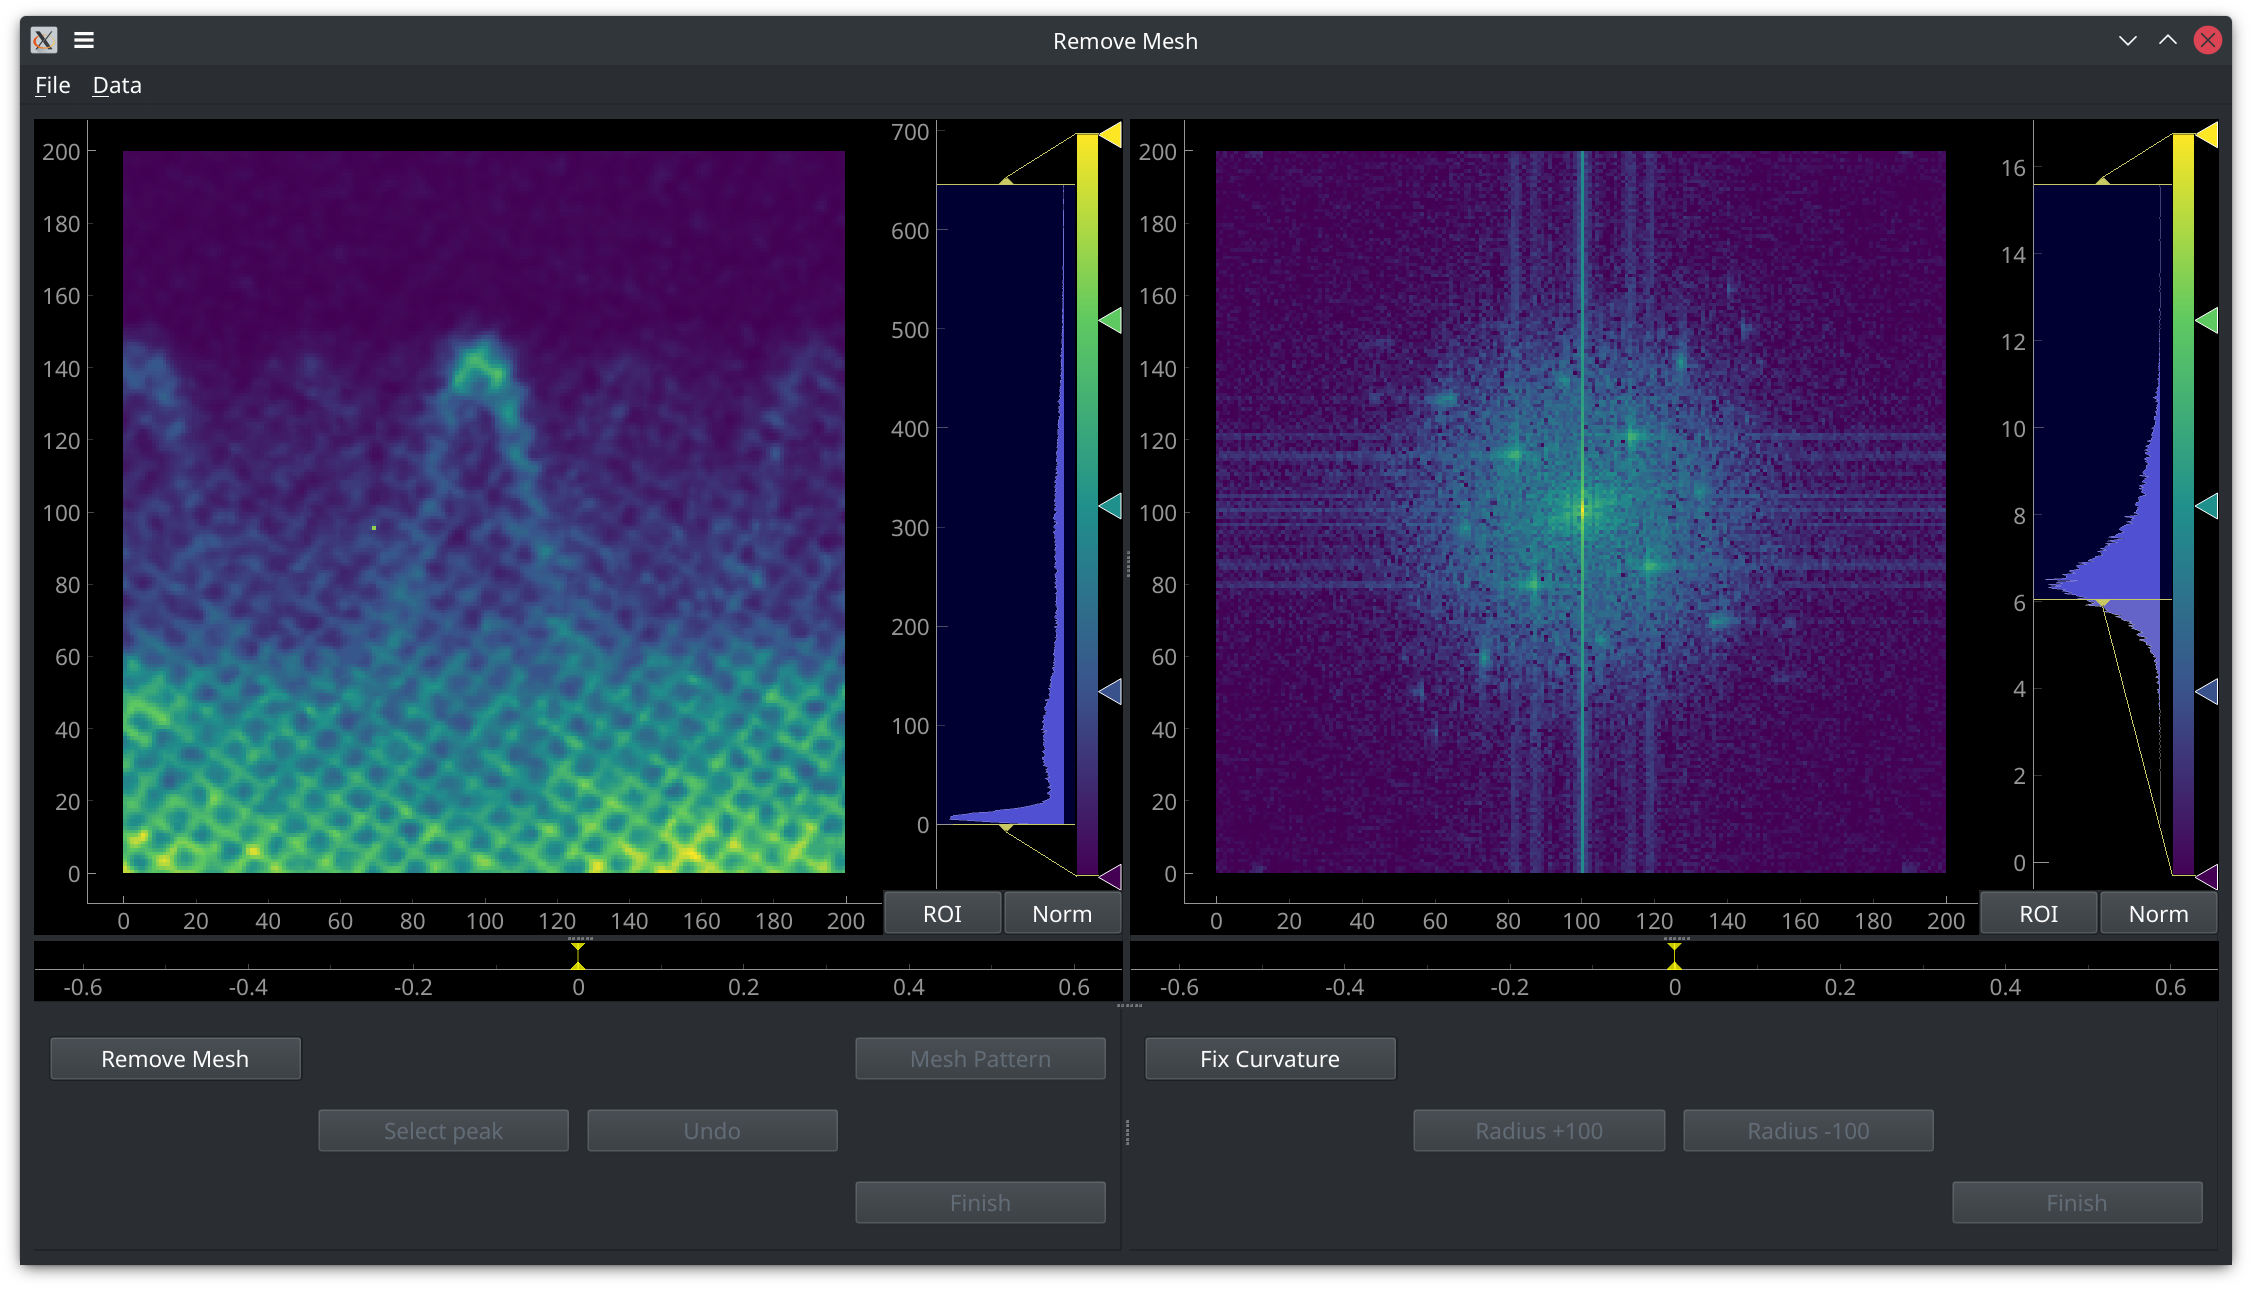 Remove Mesh
File Data
200
180
160
140
120
100
80
60
40
20
0
0 20 40 60 80 100 120 140 160 180 200
700
600
500
400
300
200
100
0
ROI Norm
200
180
160
140
120
100
80
60
40
20
0
0 20 40 60 80 100 120 140 160 180 200
16
14
12
10
8
6
4
2
0
ROI Norm
-0.6 -0.4 -0.2 0 0.2 0.4 0.6
-0.6 -0.4 -0.2 0 0.2 0.4 0.6
Remove Mesh Mesh Pattern
Select peak Undo
Finish
Fix Curvature
Radius +100 Radius -100
Finish